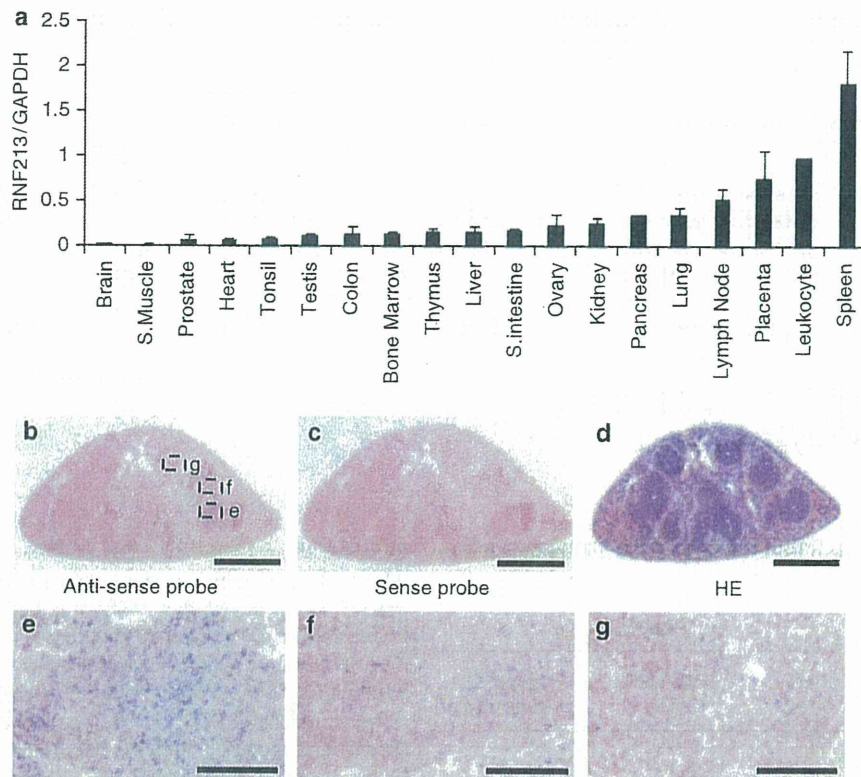 a
2.5
2
1.5
1
0.5
0
RNF213/GAPDH
Brain
S.Muscle
Prostate
Heart
Tonsil
Testis
Colon
Bone Marrow
Thymus
Liver
S.intestine
Ovary
Kidney
Pancreas
Lung
Lymph Node
Placenta
Leukocyte
Spleen
b
g
f
e
c
d
Anti-sense probe
Sense probe
HE
e
f
g